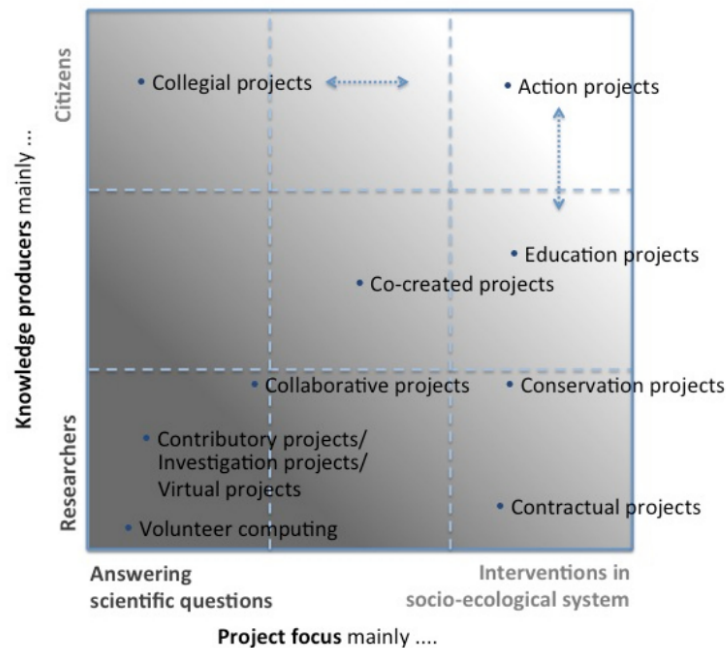 Citizens
Knowledge producers mainly ...
Researchers
• Collegial projects
• Action projects
• Education projects
• Co-created projects
• Collaborative projects
• Conservation projects
• Contributory projects/
Investigation projects/
Virtual projects
• Contractual projects
• Volunteer computing
Answering
scientific questions
Interventions in
socio-ecological system
Project focus mainly ....